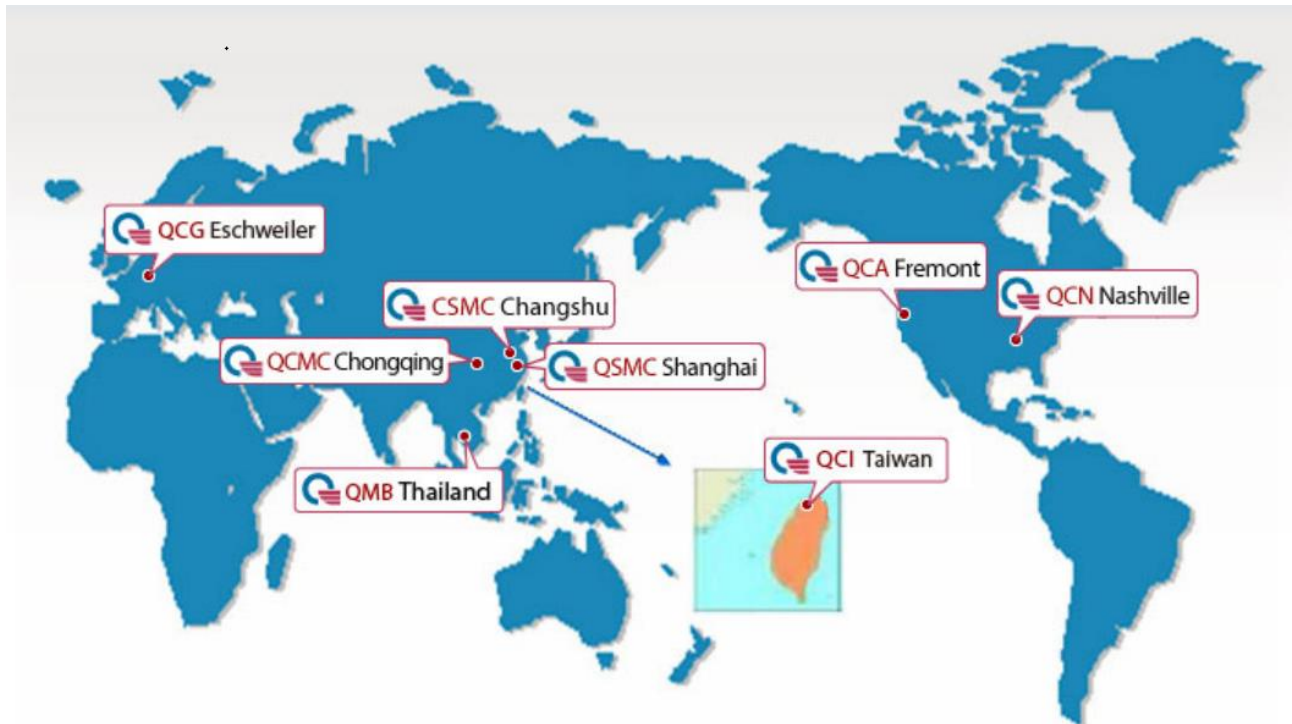 QCG Eschweiler
QCA Fremont
QCN Nashville
CSMC Changshu
QCMC Chongqing
QSMC Shanghai
QCI Taiwan
QMB Thailand